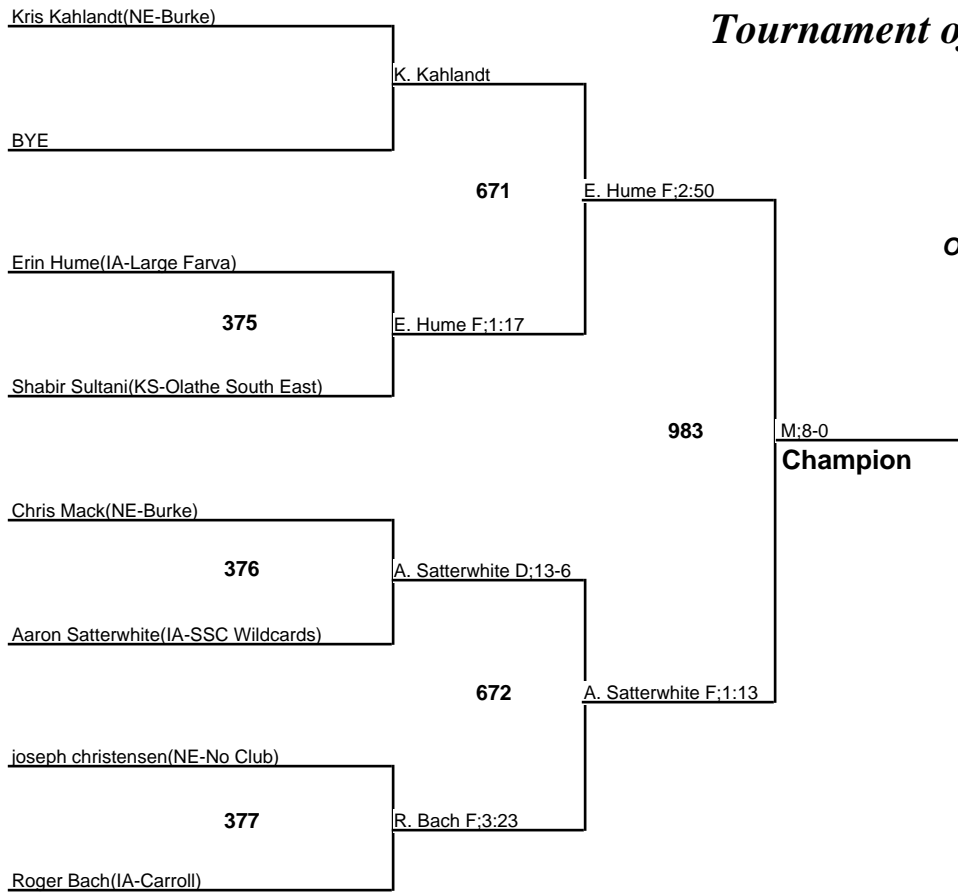 Kris Kahlandt(NE-Burke)
Tournament of
K. Kahlandt
BYE
671
E. Hume F;2:50
O
Erin Hume(IA-Large Farva)
375
E. Hume F;1:17
Shabir Sultani(KS-Olathe South East)
983
M;8-0
Champion
Chris Mack(NE-Burke)
376
A. Satterwhite D;13-6
Aaron Satterwhite(IA-SSC Wildcards)
672
A. Satterwhite F;1:13
joseph christensen(NE-No Club)
377
R. Bach F;3:23
Roger Bach(IA-Carroll)